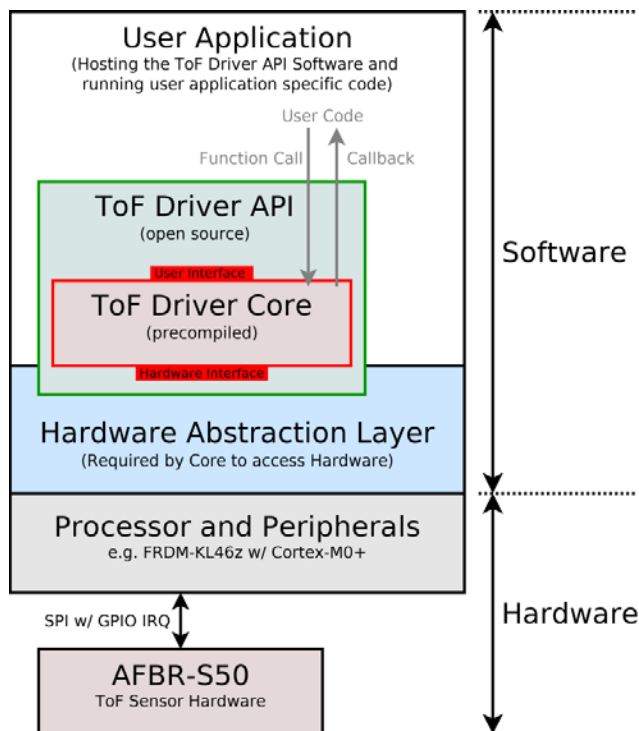 User Application
(Hosting the ToF Driver API Software and
running user application specific code)
User Code
Function Call
Callback
ToF Driver API
(open source)
User Interface
ToF Driver Core
(precompiled)
Hardware Interface
Hardware Abstraction Layer
(Required by Core to access Hardware)
Processor and Peripherals
e.g. FRDM-KL46z w/ Cortex-M0+
SPI w/ GPIO IRQ
AFBR-S50
ToF Sensor Hardware
Software
Hardware